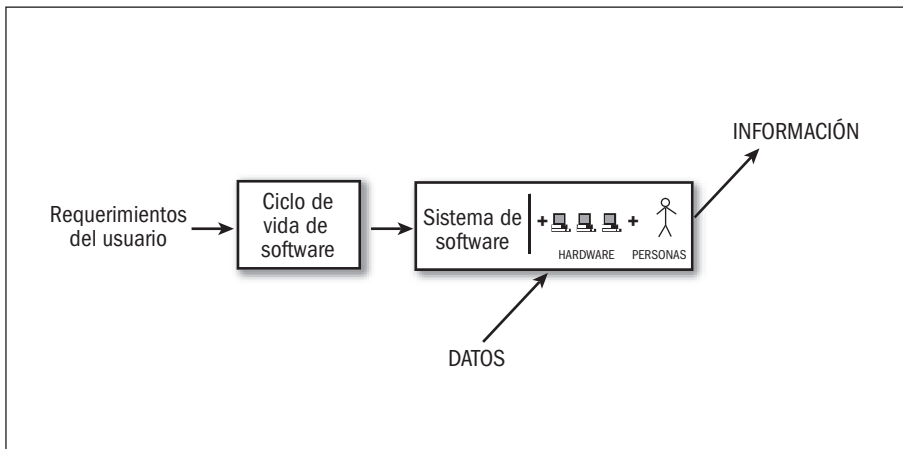 INFORMACIÓN
Requerimientos
del usuario
Ciclo de
vida de
software
Sistema de
software
+
+
HARDWARE
PERSONAS
DATOS